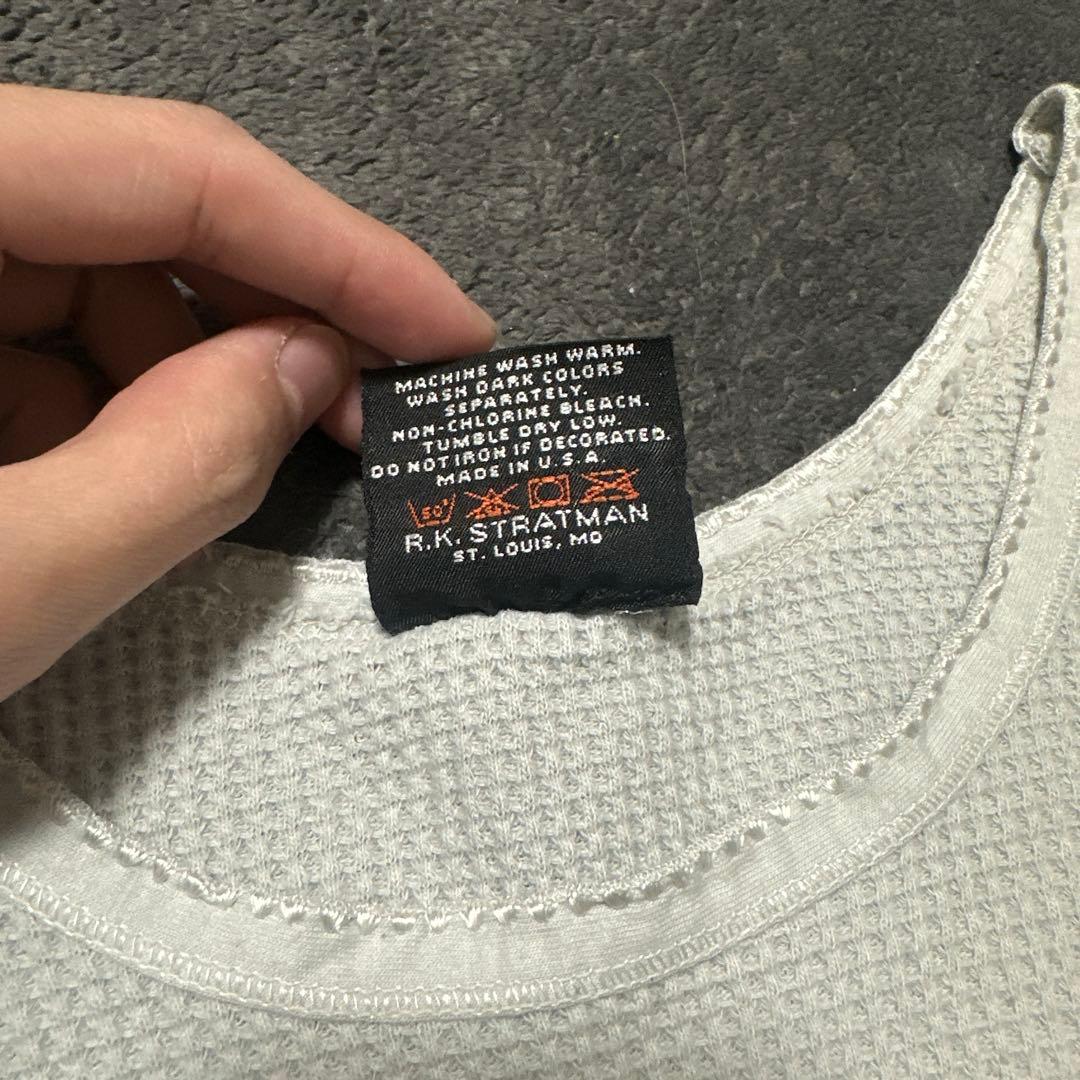 MACHINE WASH WARM.
WASH DARK COLORS
SEPARATELY.
NON-CHLORINE BLEACH.
TUMBLE DRY LOW.
DO NOT IRON IF DECORATED.
MADE IN U.S.A.
50°
R.K. STRATMAN
ST. LOUIS, MO